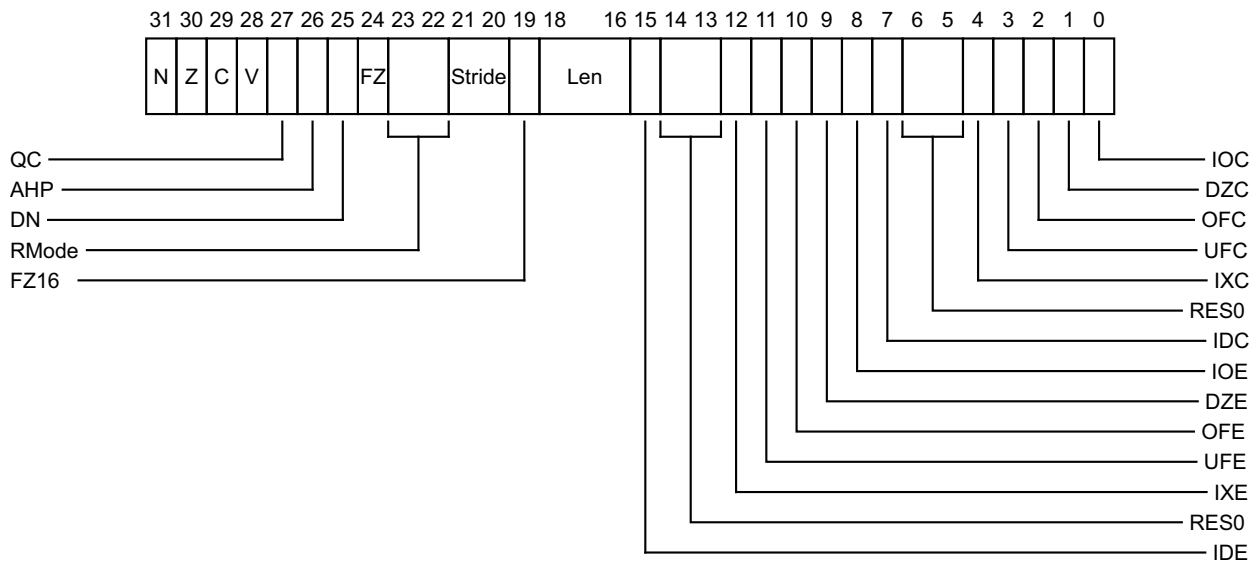 31 30 29 28 27 26 25 24 23 22 21 20 19 18 16 15 14 13 12 11 10 9 8 7 6 5 4 3 2 1 0
N Z C V FZ Stride Len
QC IOC
AHP DZC
DN OFC
RMode UFC
FZ16 IXC
RES0
IDC
IOE
DZE
OFE
UFE
IXE
RES0
IDE